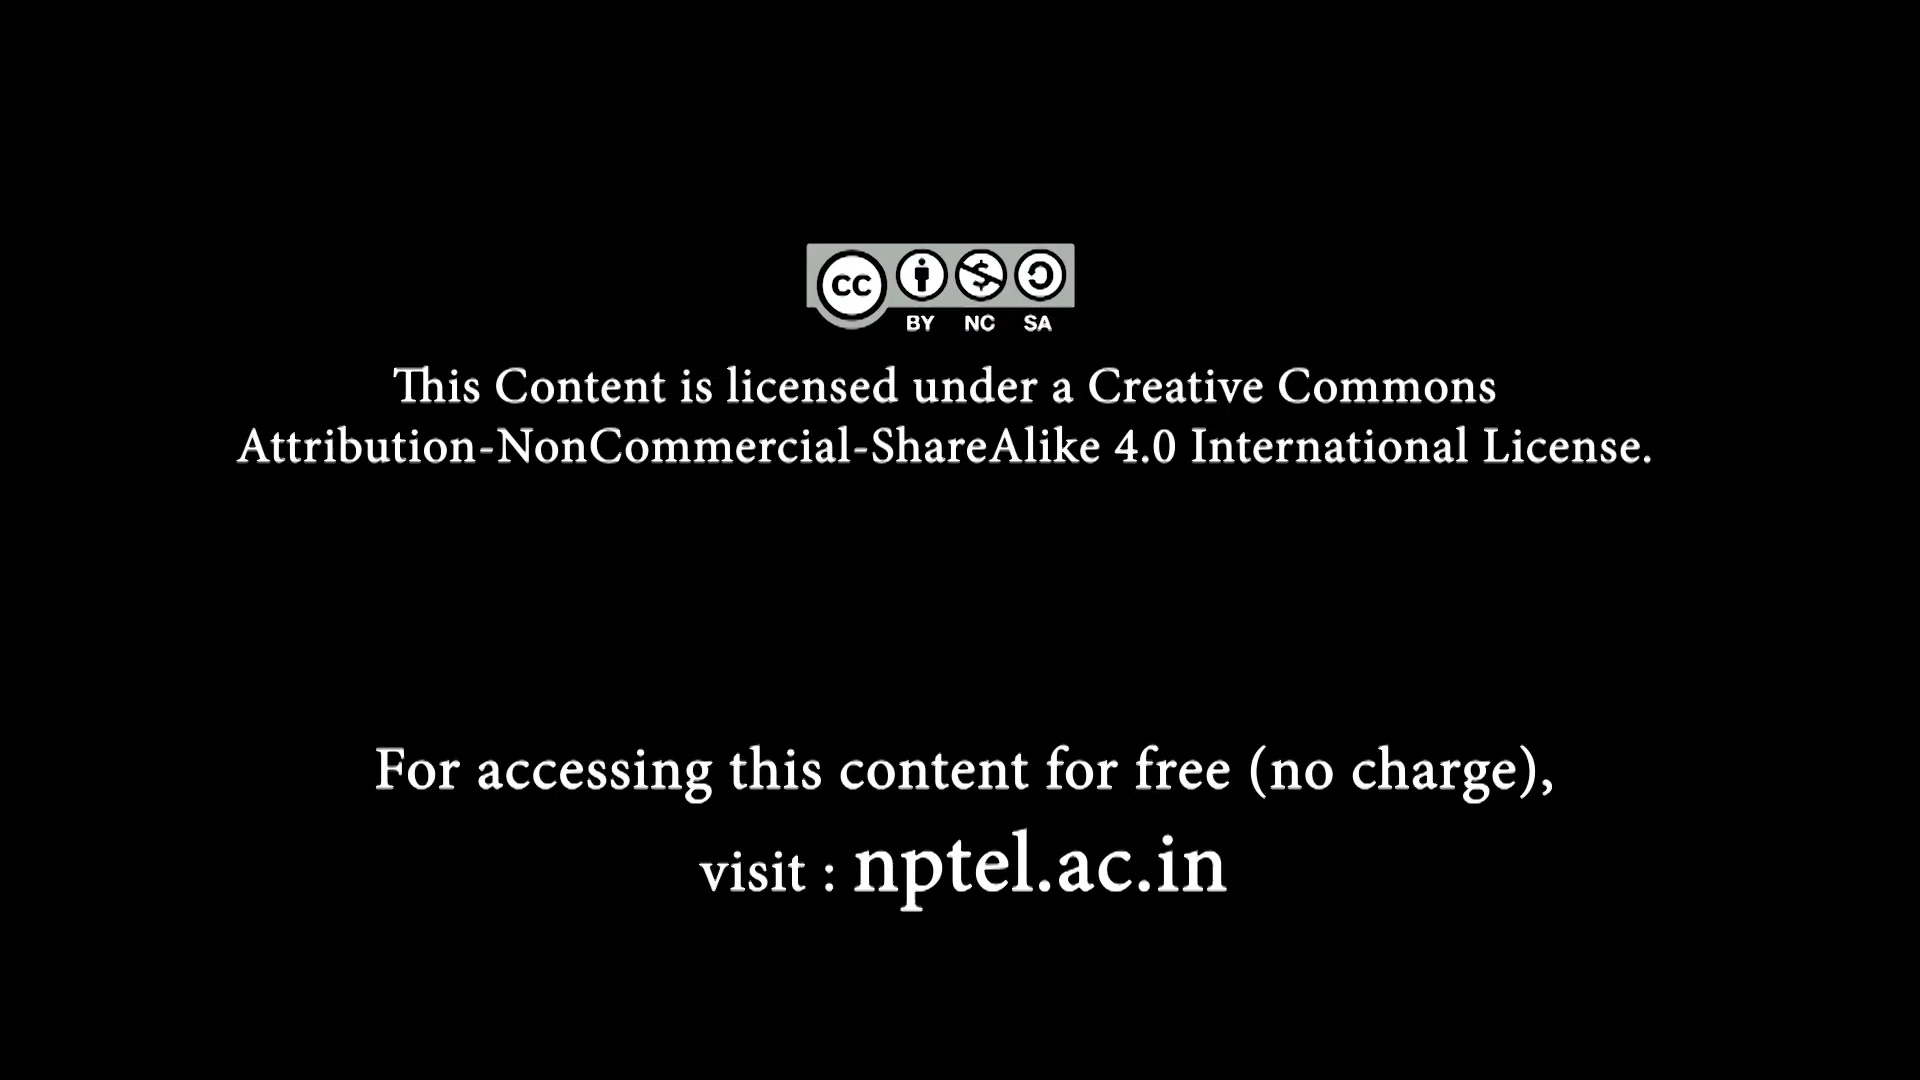 CC BY NC SA
This Content is licensed under a Creative Commons
Attribution-NonCommercial-ShareAlike 4.0 International License.
For accessing this content for free (no charge),
visit : nptel.ac.in